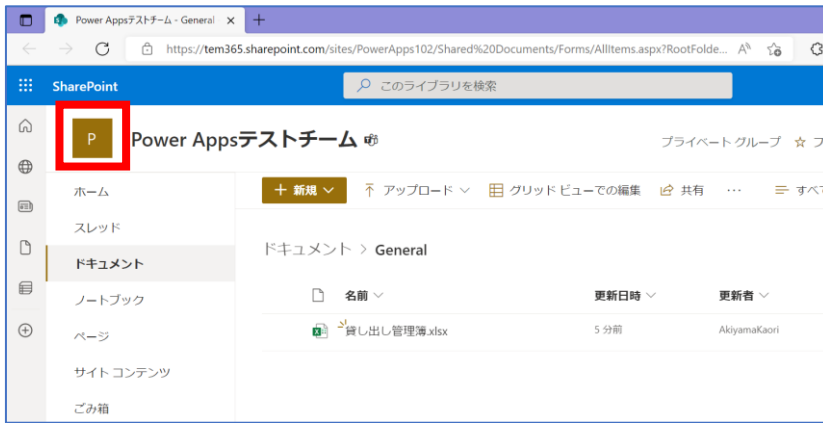 Power Appsテストチーム - General
https://tem365.sharepoint.com/sites/PowerApps102/Shared%20Documents/Forms/AllItems.aspx?RootFolde...
SharePoint
このライブラリを検索
P
Power Appsテストチーム
プライベート グループ
ホーム
新規
アップロード
グリッド ビューでの編集
共有
...
すべ
スレッド
ドキュメント
ドキュメント > General
ノートブック
名前
更新日時
更新者
ページ
貸し出し管理簿.xlsx
5 分前
AkiyamaKaori
サイト コンテンツ
ごみ箱